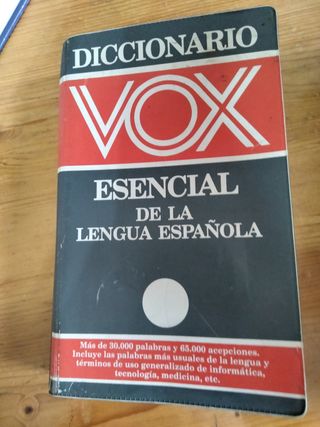 DICCIONARIO
VOX
ESENCIAL
DE LA
LENGUA ESPAÑOLA
Más de 30.000 palabras y 65.000 acepciones.
Incluye las palabras más usuales de la lengua y
términos de uso generalizado de informática,
tecnología, medicina, etc.